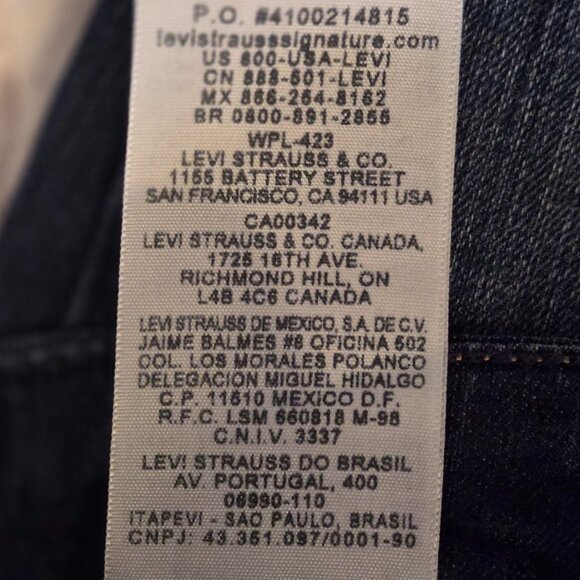 P.O. #4100214815
levistrausssignature.com
US 800-USA-LEVI
CN 888-501-LEVI
MX 866-254-8162
BR 0800-891-2855
WPL-423
LEVI STRAUSS & CO.
1155 BATTERY STREET
SAN FRANCISCO, CA 94111 USA
CA00342
LEVI STRAUSS & CO. CANADA,
1725 16TH AVE.
RICHMOND HILL, ON
L4B 4C6 CANADA
LEVI STRAUSS DE MEXICO, S.A. DE C.V.
JAIME BALMES #8 OFICINA 502
COL. LOS MORALES POLANCO
DELEGACION MIGUEL HIDALGO
C.P. 11510 MEXICO D.F.
R.F.C. LSM 660818 M-98
C.N.I.V. 3337
LEVI STRAUSS DO BRASIL
AV. PORTUGAL, 400
06990-110
ITAPEVI - SAO PAULO, BRASIL
CNPJ: 43.351.097/0001-90